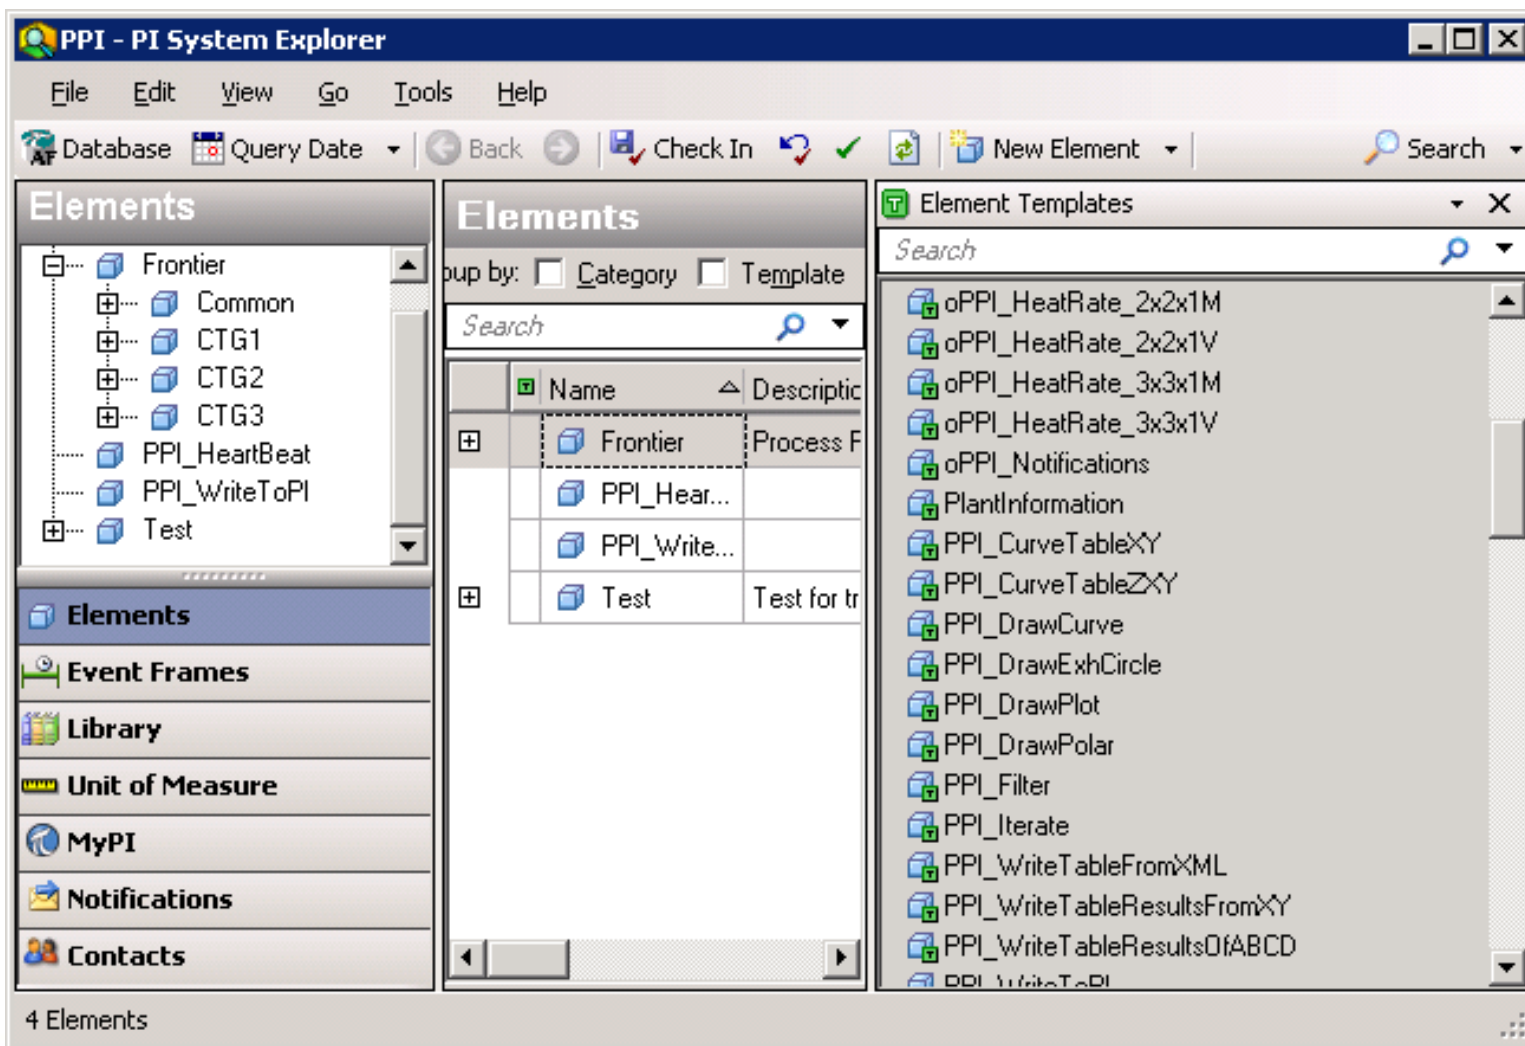 PPI - PI System Explorer
File Edit View Go Tools Help
AF Database Query Date Back Check In New Element Search
Elements
Frontier
Common
CTG1
CTG2
CTG3
PPI_HeartBeat
PPI_WriteToPI
Test
Elements
Event Frames
Library
Unit of Measure
MyPI
Notifications
Contacts
Elements
oup by: Category Template
Search
Name Descriptic
Frontier Process F
PPI_Hear...
PPI_Write...
Test Test for tr
Element Templates
Search
oPPI_HeatRate_2x2x1M
oPPI_HeatRate_2x2x1V
oPPI_HeatRate_3x3x1M
oPPI_HeatRate_3x3x1V
oPPI_Notifications
PlantInformation
PPI_CurveTableXY
PPI_CurveTableZXY
PPI_DrawCurve
PPI_DrawExhCircle
PPI_DrawPlot
PPI_DrawPolar
PPI_Filter
PPI_Iterate
PPI_WriteTableFromXML
PPI_WriteTableResultsFromXY
PPI_WriteTableResultsOfABCD
PPI_WriteToPI
4 Elements